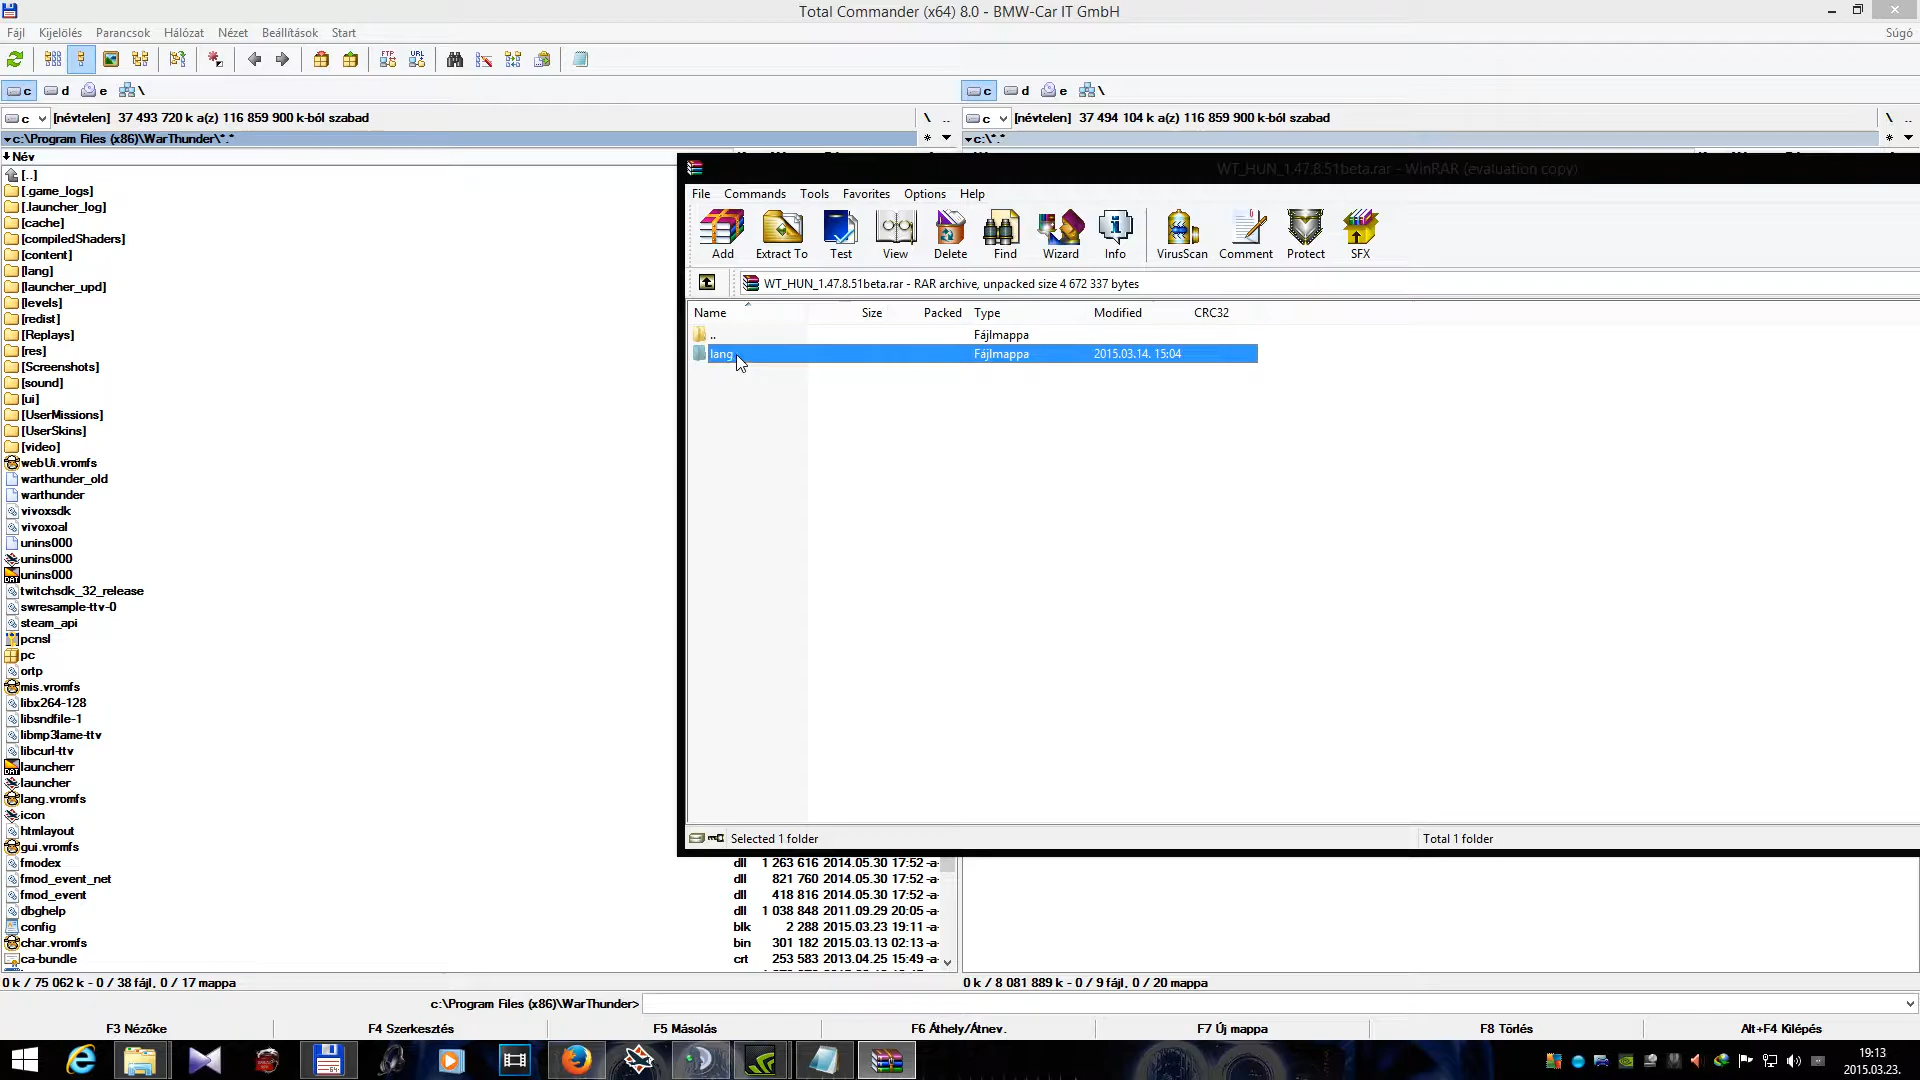 Total Commander (x64) 8.0 - BMW-Car IT GmbH
Fájl Kijelölés Parancsok Hálózat Nézet Beállítások Start Súgó
FTP URL
c d e \ c d e \
c [névtelen] 37 493 720 k a(z) 116 859 900 k-ból szabad \ .. c [névtelen] 37 494 104 k a(z) 116 859 900 k-ból szabad \ ..
c:\Program Files (x86)\WarThunder\*.* * c:\*.* *
Név
[..]
[.game_logs]
[.launcher_log]
[cache]
[compiledShaders]
[content]
[lang]
[launcher_upd]
[levels]
[redist]
[Replays]
[res]
[Screenshots]
[sound]
[ui]
[UserMissions]
[UserSkins]
[video]
webUi.vromfs
warthunder_old
warthunder
vivoxsdk
vivoxoal
unins000
unins000
unins000
twitchsdk_32_release
swresample-ttv-0
steam_api
pcnsl
pc
ortp
mis.vromfs
libx264-128
libsndfile-1
libmp3lame-ttv
libcurl-ttv
launcherr
launcher
lang.vromfs
icon
htmlayout
gui.vromfs
fmodex dll 1 263 616 2014.05.30 17:52 -a-
fmod_event_net dll 821 760 2014.05.30 17:52 -a-
fmod_event dll 418 816 2014.05.30 17:52 -a-
dbghelp dll 1 038 848 2011.09.29 20:05 -a-
config blk 2 288 2015.03.23 19:11 -a-
char.vromfs bin 301 182 2015.03.13 02:13 -a-
ca-bundle crt 253 583 2013.04.25 15:49 -a-
WT_HUN_1.47.8.51beta.rar - WinRAR (evaluation copy)
File Commands Tools Favorites Options Help
Add Extract To Test View Delete Find Wizard Info VirusScan Comment Protect SFX
WT_HUN_1.47.8.51beta.rar - RAR archive, unpacked size 4 672 337 bytes
Name Size Packed Type Modified CRC32
.. Fájlmappa
lang Fájlmappa 2015.03.14. 15:04
Selected 1 folder Total 1 folder
0 k / 75 062 k - 0 / 38 fájl, 0 / 17 mappa 0 k / 8 081 889 k - 0 / 9 fájl, 0 / 20 mappa
c:\Program Files (x86)\WarThunder>
F3 Nézőke F4 Szerkesztés F5 Másolás F6 Áthely/Átnev. F7 Új mappa F8 Törlés Alt+F4 Kilépés
19:13
2015.03.23.